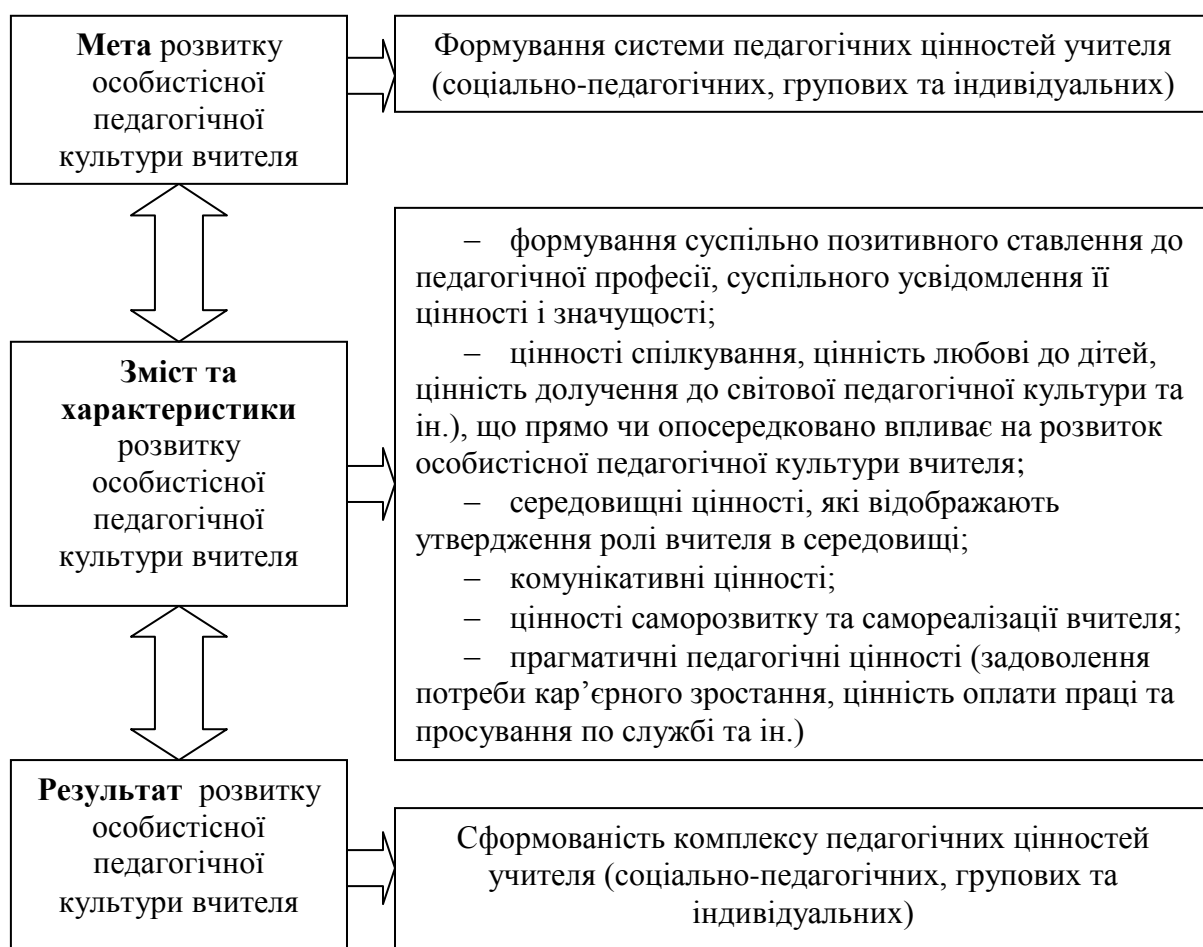 Мета розвитку
особистісної
педагогічної
культури вчителя
Формування системи педагогічних цінностей учителя
(соціально-педагогічних, групових та індивідуальних)
Зміст та
характеристики
розвитку
особистісної
педагогічної
культури вчителя
– формування суспільно позитивного ставлення до
педагогічної професії, суспільного усвідомлення її
цінності і значущості;
– цінності спілкування, цінність любові до дітей,
цінність долучення до світової педагогічної культури та
ін.), що прямо чи опосередковано впливає на розвиток
особистісної педагогічної культури вчителя;
– середовищні цінності, які відображають
утвердження ролі вчителя в середовищі;
– комунікативні цінності;
– цінності саморозвитку та самореалізації вчителя;
– прагматичні педагогічні цінності (задоволення
потреби кар’єрного зростання, цінність оплати праці та
просування по службі та ін.)
Результат розвитку
особистісної
педагогічної
культури вчителя
Сформованість комплексу педагогічних цінностей
учителя (соціально-педагогічних, групових та
індивідуальних)